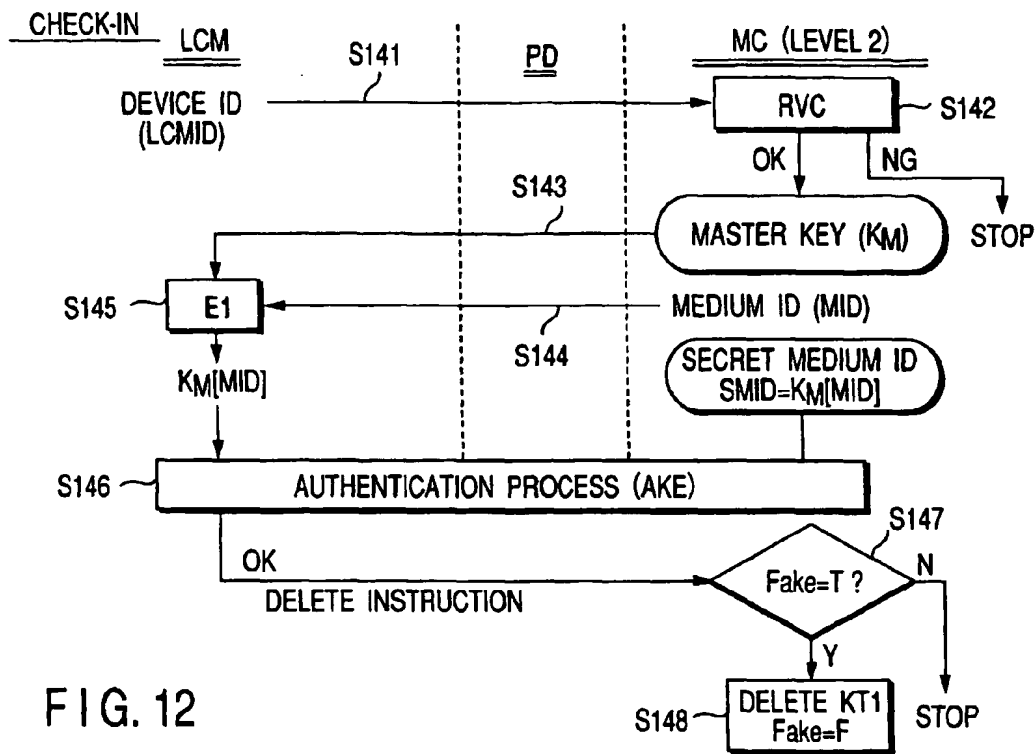 CHECK-IN
LCM
S141
PD
MC (LEVEL 2)
DEVICE ID
(LCMID)
RVC
S142
OK
NG
S143
MASTER KEY (KM)
STOP
S145
E1
MEDIUM ID (MID)
S144
KM[MID]
SECRET MEDIUM ID
SMID=KM[MID]
S146
AUTHENTICATION PROCESS (AKE)
S147
OK
Fake=T ?
N
DELETE INSTRUCTION
Y
FIG. 12
S148
DELETE KT1
Fake=F
STOP